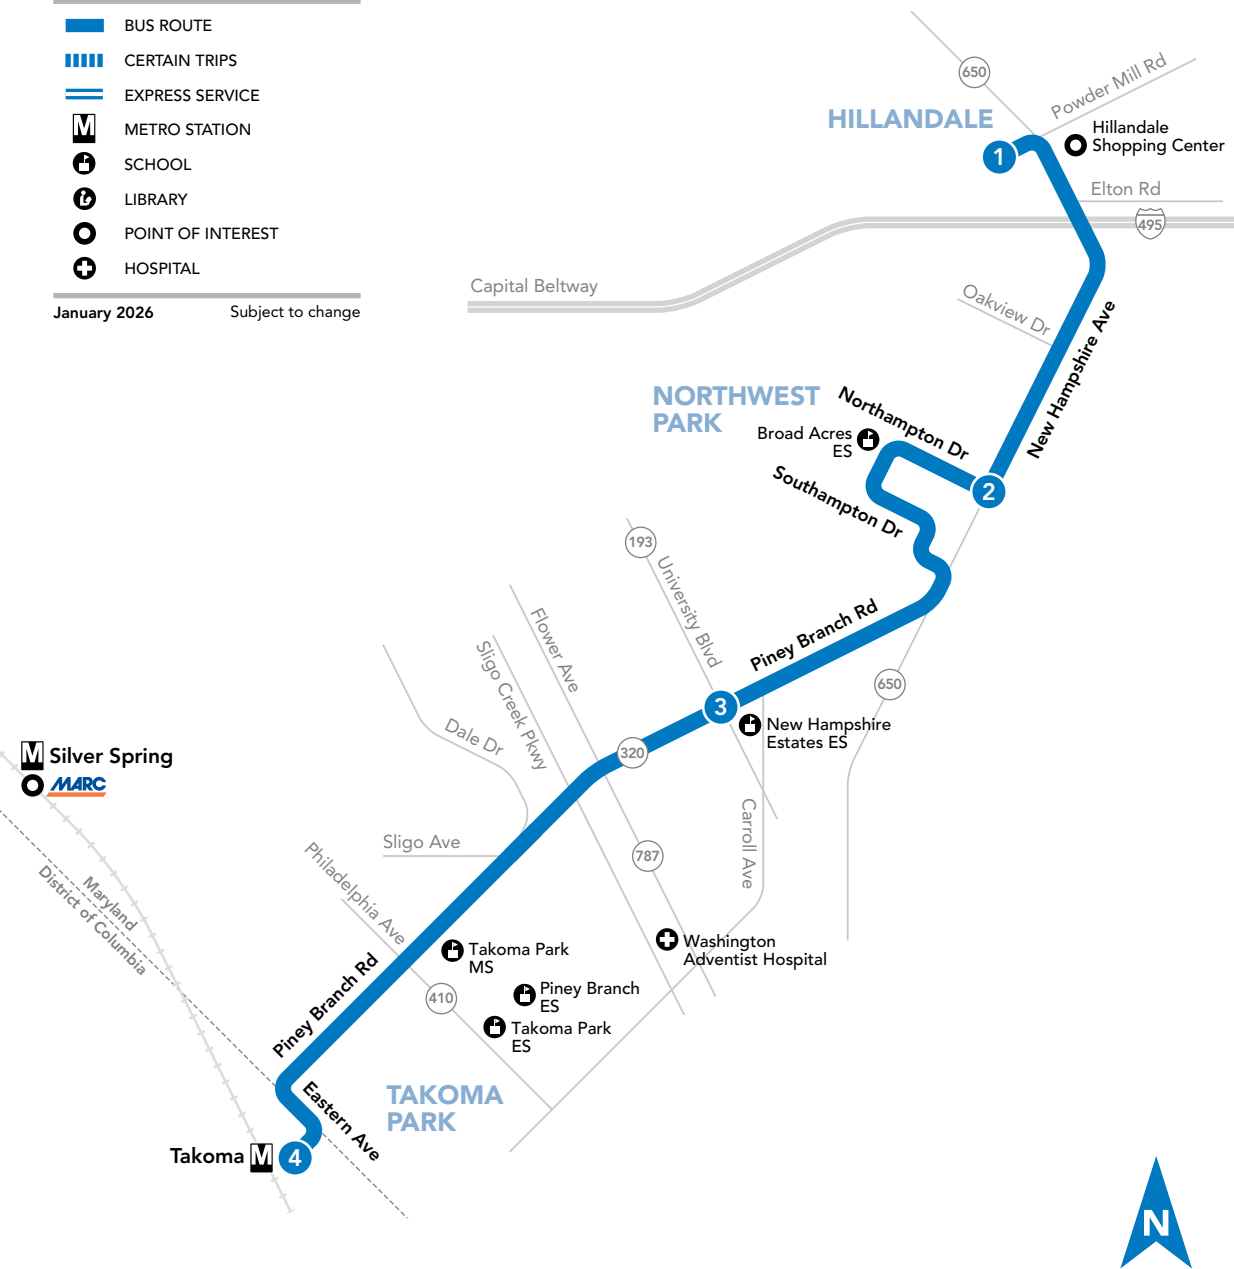 BUS ROUTE
CERTAIN TRIPS
EXPRESS SERVICE
M
METRO STATION
SCHOOL
LIBRARY
POINT OF INTEREST
HOSPITAL
January 2026
Subject to change
650
Powder Mill Rd
HILLANDALE
1
Hillandale
Shopping Center
Elton Rd
495
Capital Beltway
Oakview Dr
New Hampshire Ave
NORTHWEST
PARK
Northampton Dr
Broad Acres
ES
2
Southampton Dr
193
University Blvd
Flower Ave
Sligo Creek Pkwy
Piney Branch Rd
650
3
New Hampshire
Estates ES
320
Dale Dr
M
Silver Spring
MARC
Carroll Ave
Sligo Ave
787
Philadelphia Ave
Maryland
District of Columbia
Washington
Adventist Hospital
Takoma Park
MS
Piney Branch
ES
410
Takoma Park
ES
Piney Branch Rd
Eastern Ave
TAKOMA
PARK
Takoma
M
4
N